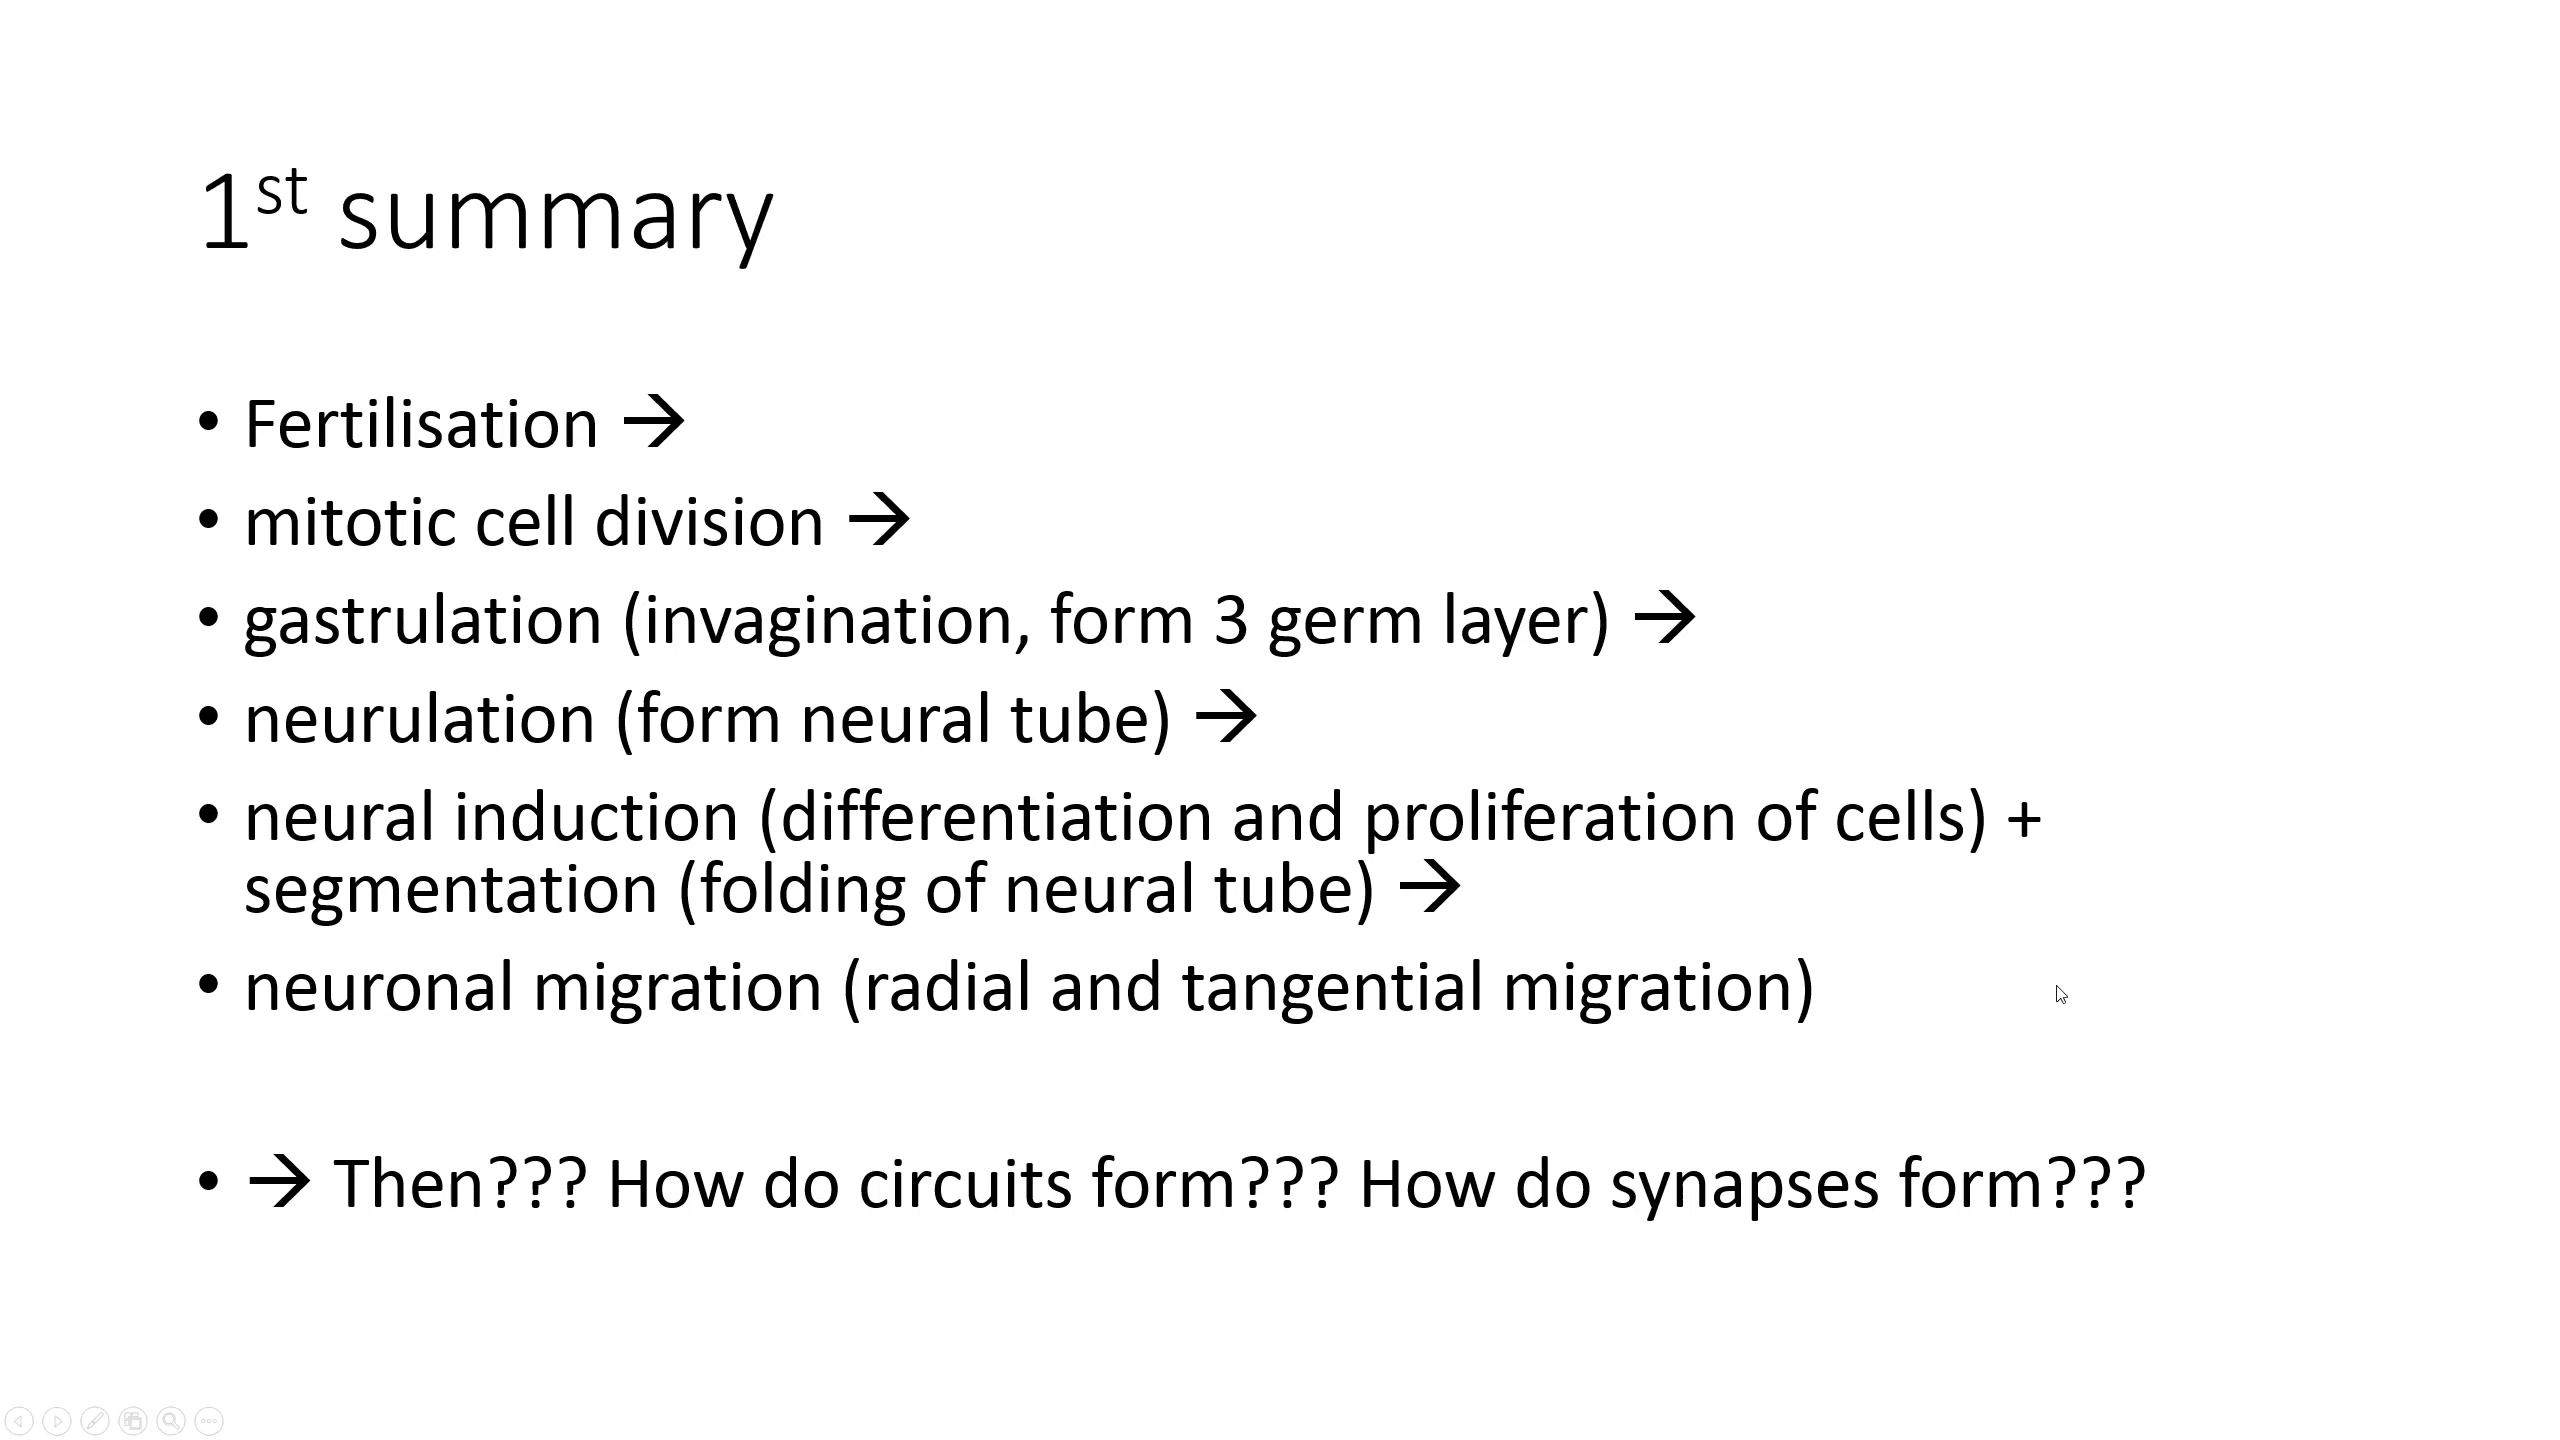 1st summary
• Fertilisation →
• mitotic cell division →
• gastrulation (invagination, form 3 germ layer) →
• neurulation (form neural tube) →
• neural induction (differentiation and proliferation of cells) +
segmentation (folding of neural tube) →
• neuronal migration (radial and tangential migration)
• → Then??? How do circuits form??? How do synapses form???